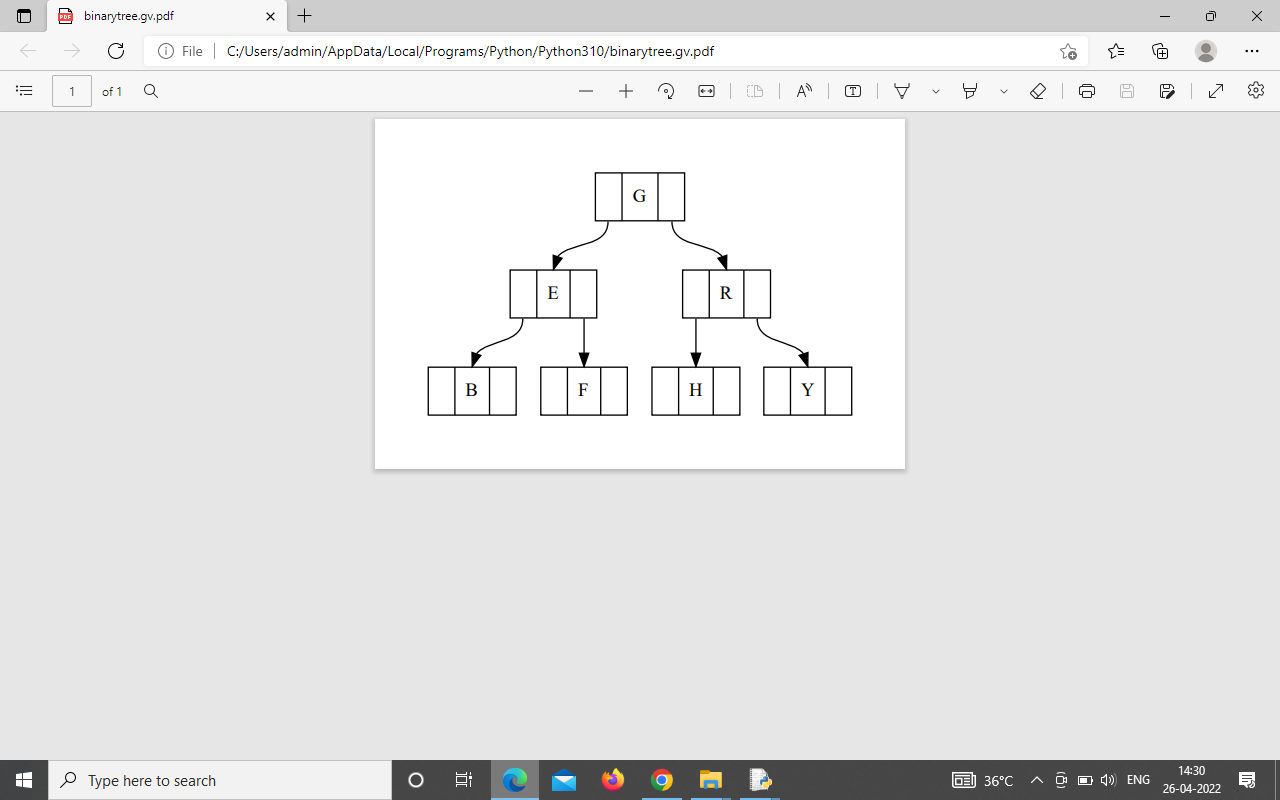 binarytree.gv.pdf
File C:/Users/admin/AppData/Local/Programs/Python/Python310/binarytree.gv.pdf
1 of 1
G
E R
B F H Y
Type here to search
36°C ENG 14:30
26-04-2022